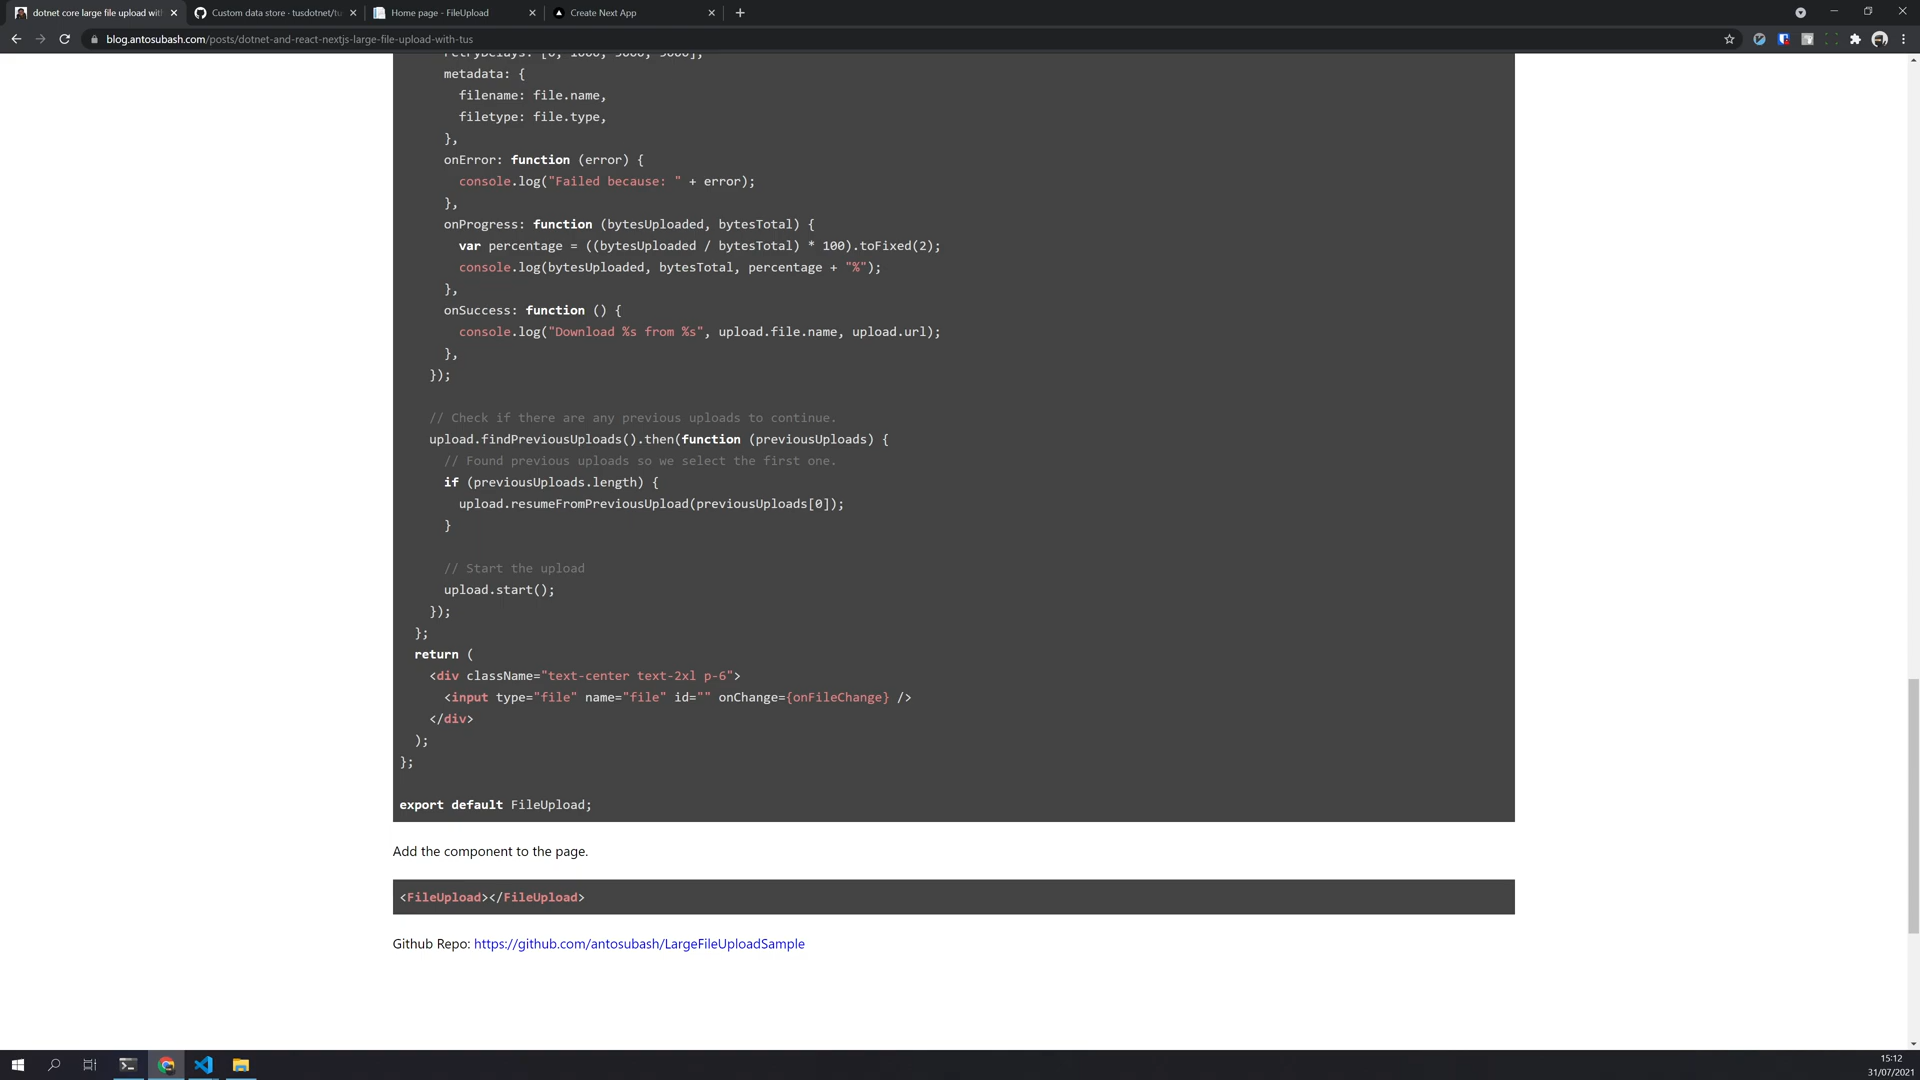 dotnet core large file upload wit
Custom data store · tusdotnet/tu
Home page - FileUpload
Create Next App
blog.antosubash.com/posts/dotnet-and-react-nextjs-large-file-upload-with-tus
retryDelays: [0, 1000, 3000, 5000],
metadata: {
filename: file.name,
filetype: file.type,
},
onError: function (error) {
console.log("Failed because: " + error);
},
onProgress: function (bytesUploaded, bytesTotal) {
var percentage = ((bytesUploaded / bytesTotal) * 100).toFixed(2);
console.log(bytesUploaded, bytesTotal, percentage + "%");
},
onSuccess: function () {
console.log("Download %s from %s", upload.file.name, upload.url);
},
});
// Check if there are any previous uploads to continue.
upload.findPreviousUploads().then(function (previousUploads) {
// Found previous uploads so we select the first one.
if (previousUploads.length) {
upload.resumeFromPreviousUpload(previousUploads[0]);
}
// Start the upload
upload.start();
});
};
return (
<div className="text-center text-2xl p-6">
<input type="file" name="file" id="" onChange={onFileChange} />
</div>
);
};
export default FileUpload;
Add the component to the page.
<FileUpload></FileUpload>
Github Repo: https://github.com/antosubash/LargeFileUploadSample
15:12
31/07/2021